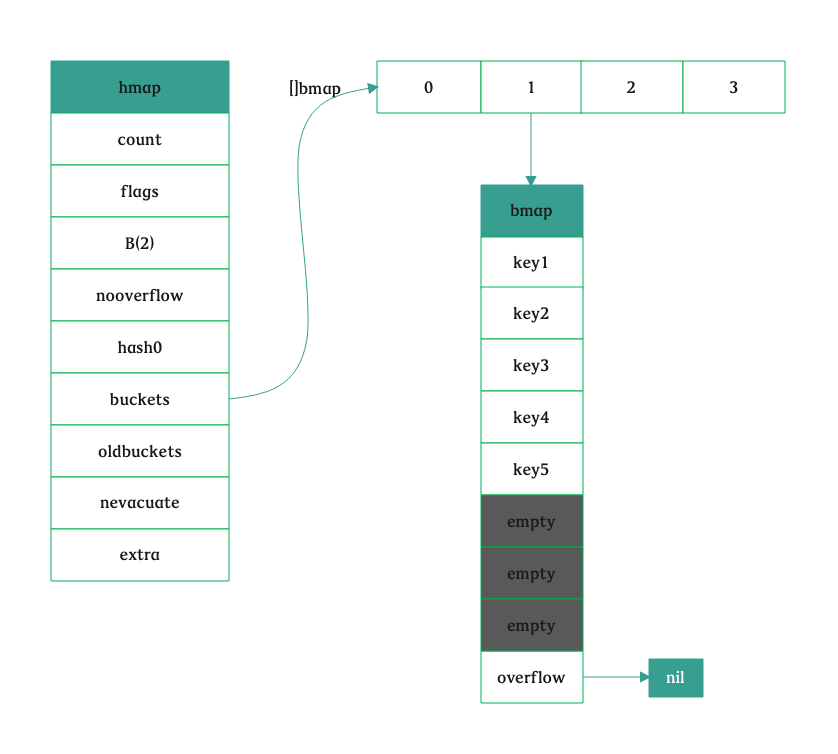 hmap
count
flags
B(2)
nooverflow
hash0
buckets
oldbuckets
nevacuate
extra
[]bmap
0
1
2
3
bmap
key1
key2
key3
key4
key5
empty
empty
empty
overflow
nil